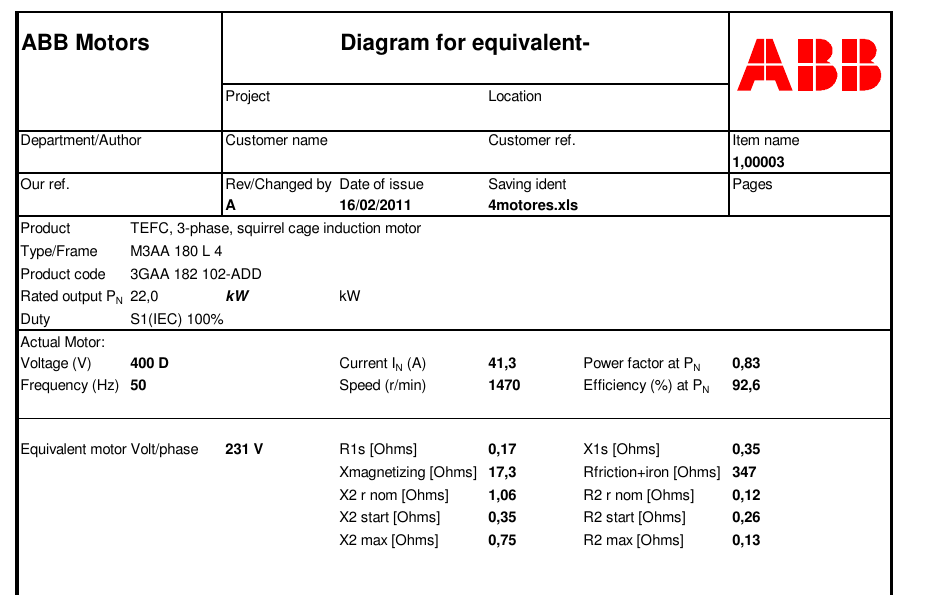 ABB Motors
Diagram for equivalent-
ABB
Project Location
Department/Author Customer name Customer ref. Item name
1,00003
Our ref. Rev/Changed by Date of issue Saving ident Pages
A 16/02/2011 4motores.xls
Product TEFC, 3-phase, squirrel cage induction motor
Type/Frame M3AA 180 L 4
Product code 3GAA 182 102-ADD
Rated output PN 22,0 kW kW
Duty S1(IEC) 100%
Actual Motor:
Voltage (V) 400 D Current IN (A) 41,3 Power factor at PN 0,83
Frequency (Hz) 50 Speed (r/min) 1470 Efficiency (%) at PN 92,6
Equivalent motor Volt/phase 231 V R1s [Ohms] 0,17 X1s [Ohms] 0,35
Xmagnetizing [Ohms] 17,3 Rfriction+iron [Ohms] 347
X2 r nom [Ohms] 1,06 R2 r nom [Ohms] 0,12
X2 start [Ohms] 0,35 R2 start [Ohms] 0,26
X2 max [Ohms] 0,75 R2 max [Ohms] 0,13